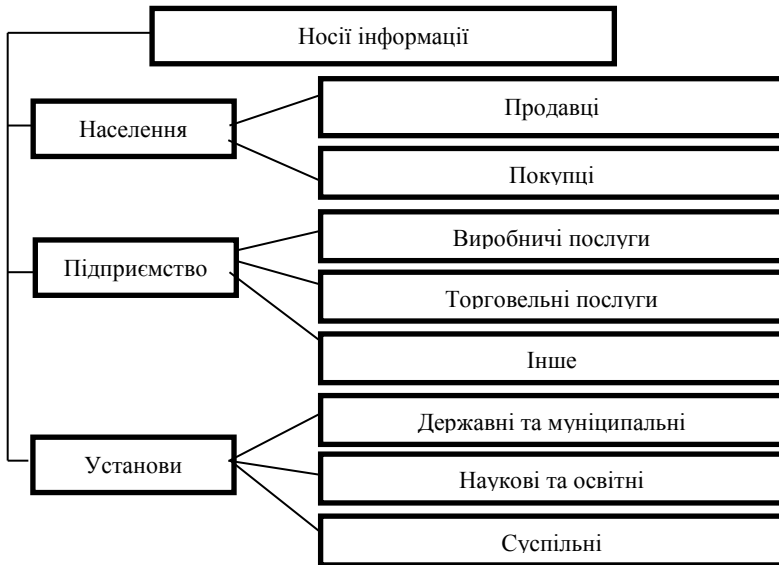 Носії інформації
Населення
Продавці
Покупці
Підприємство
Виробничі послуги
Торговельні послуги
Інше
Установи
Державні та муніципальні
Наукові та освітні
Суспільні